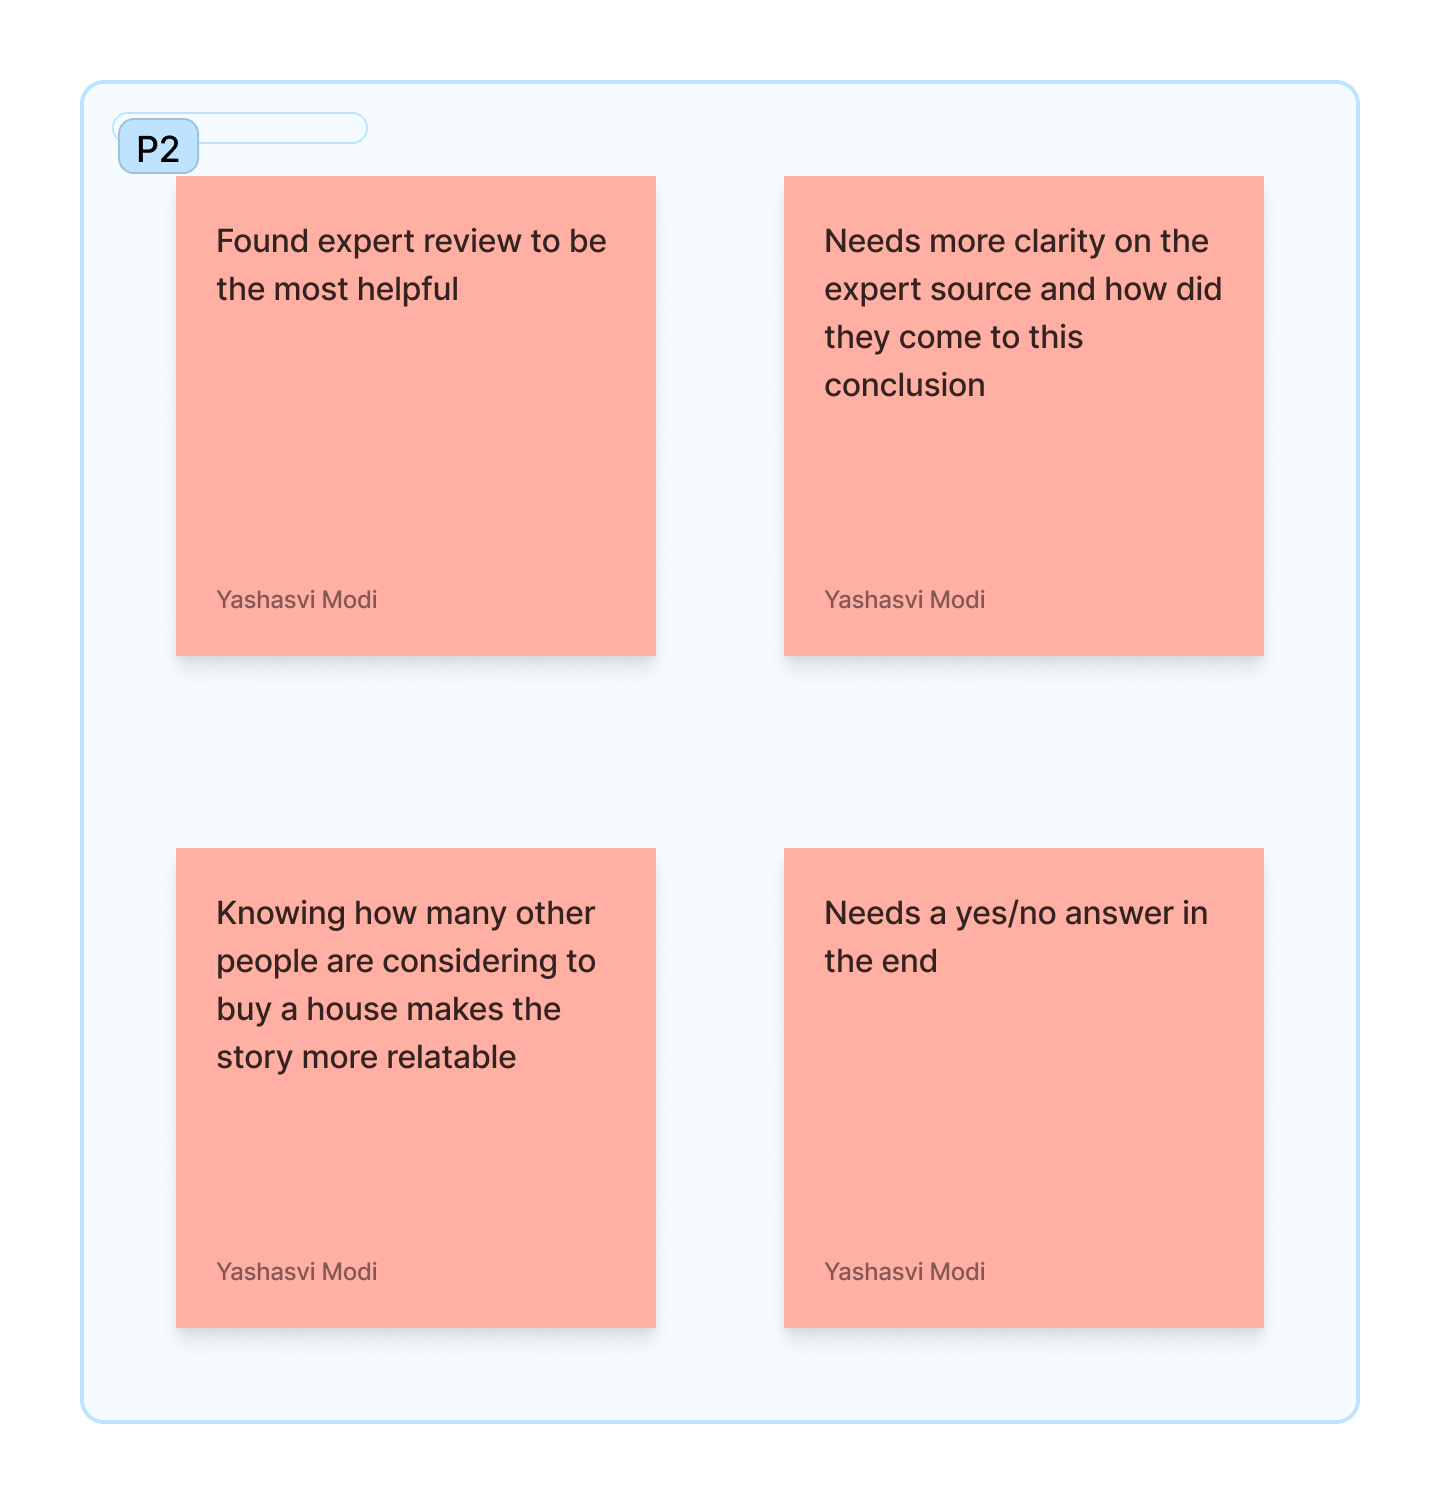 P2
Found expert review to be
the most helpful
Yashasvi Modi
Needs more clarity on the
expert source and how did
they come to this
conclusion
Yashasvi Modi
Knowing how many other
people are considering to
buy a house makes the
story more relatable
Yashasvi Modi
Needs a yes/no answer in
the end
Yashasvi Modi